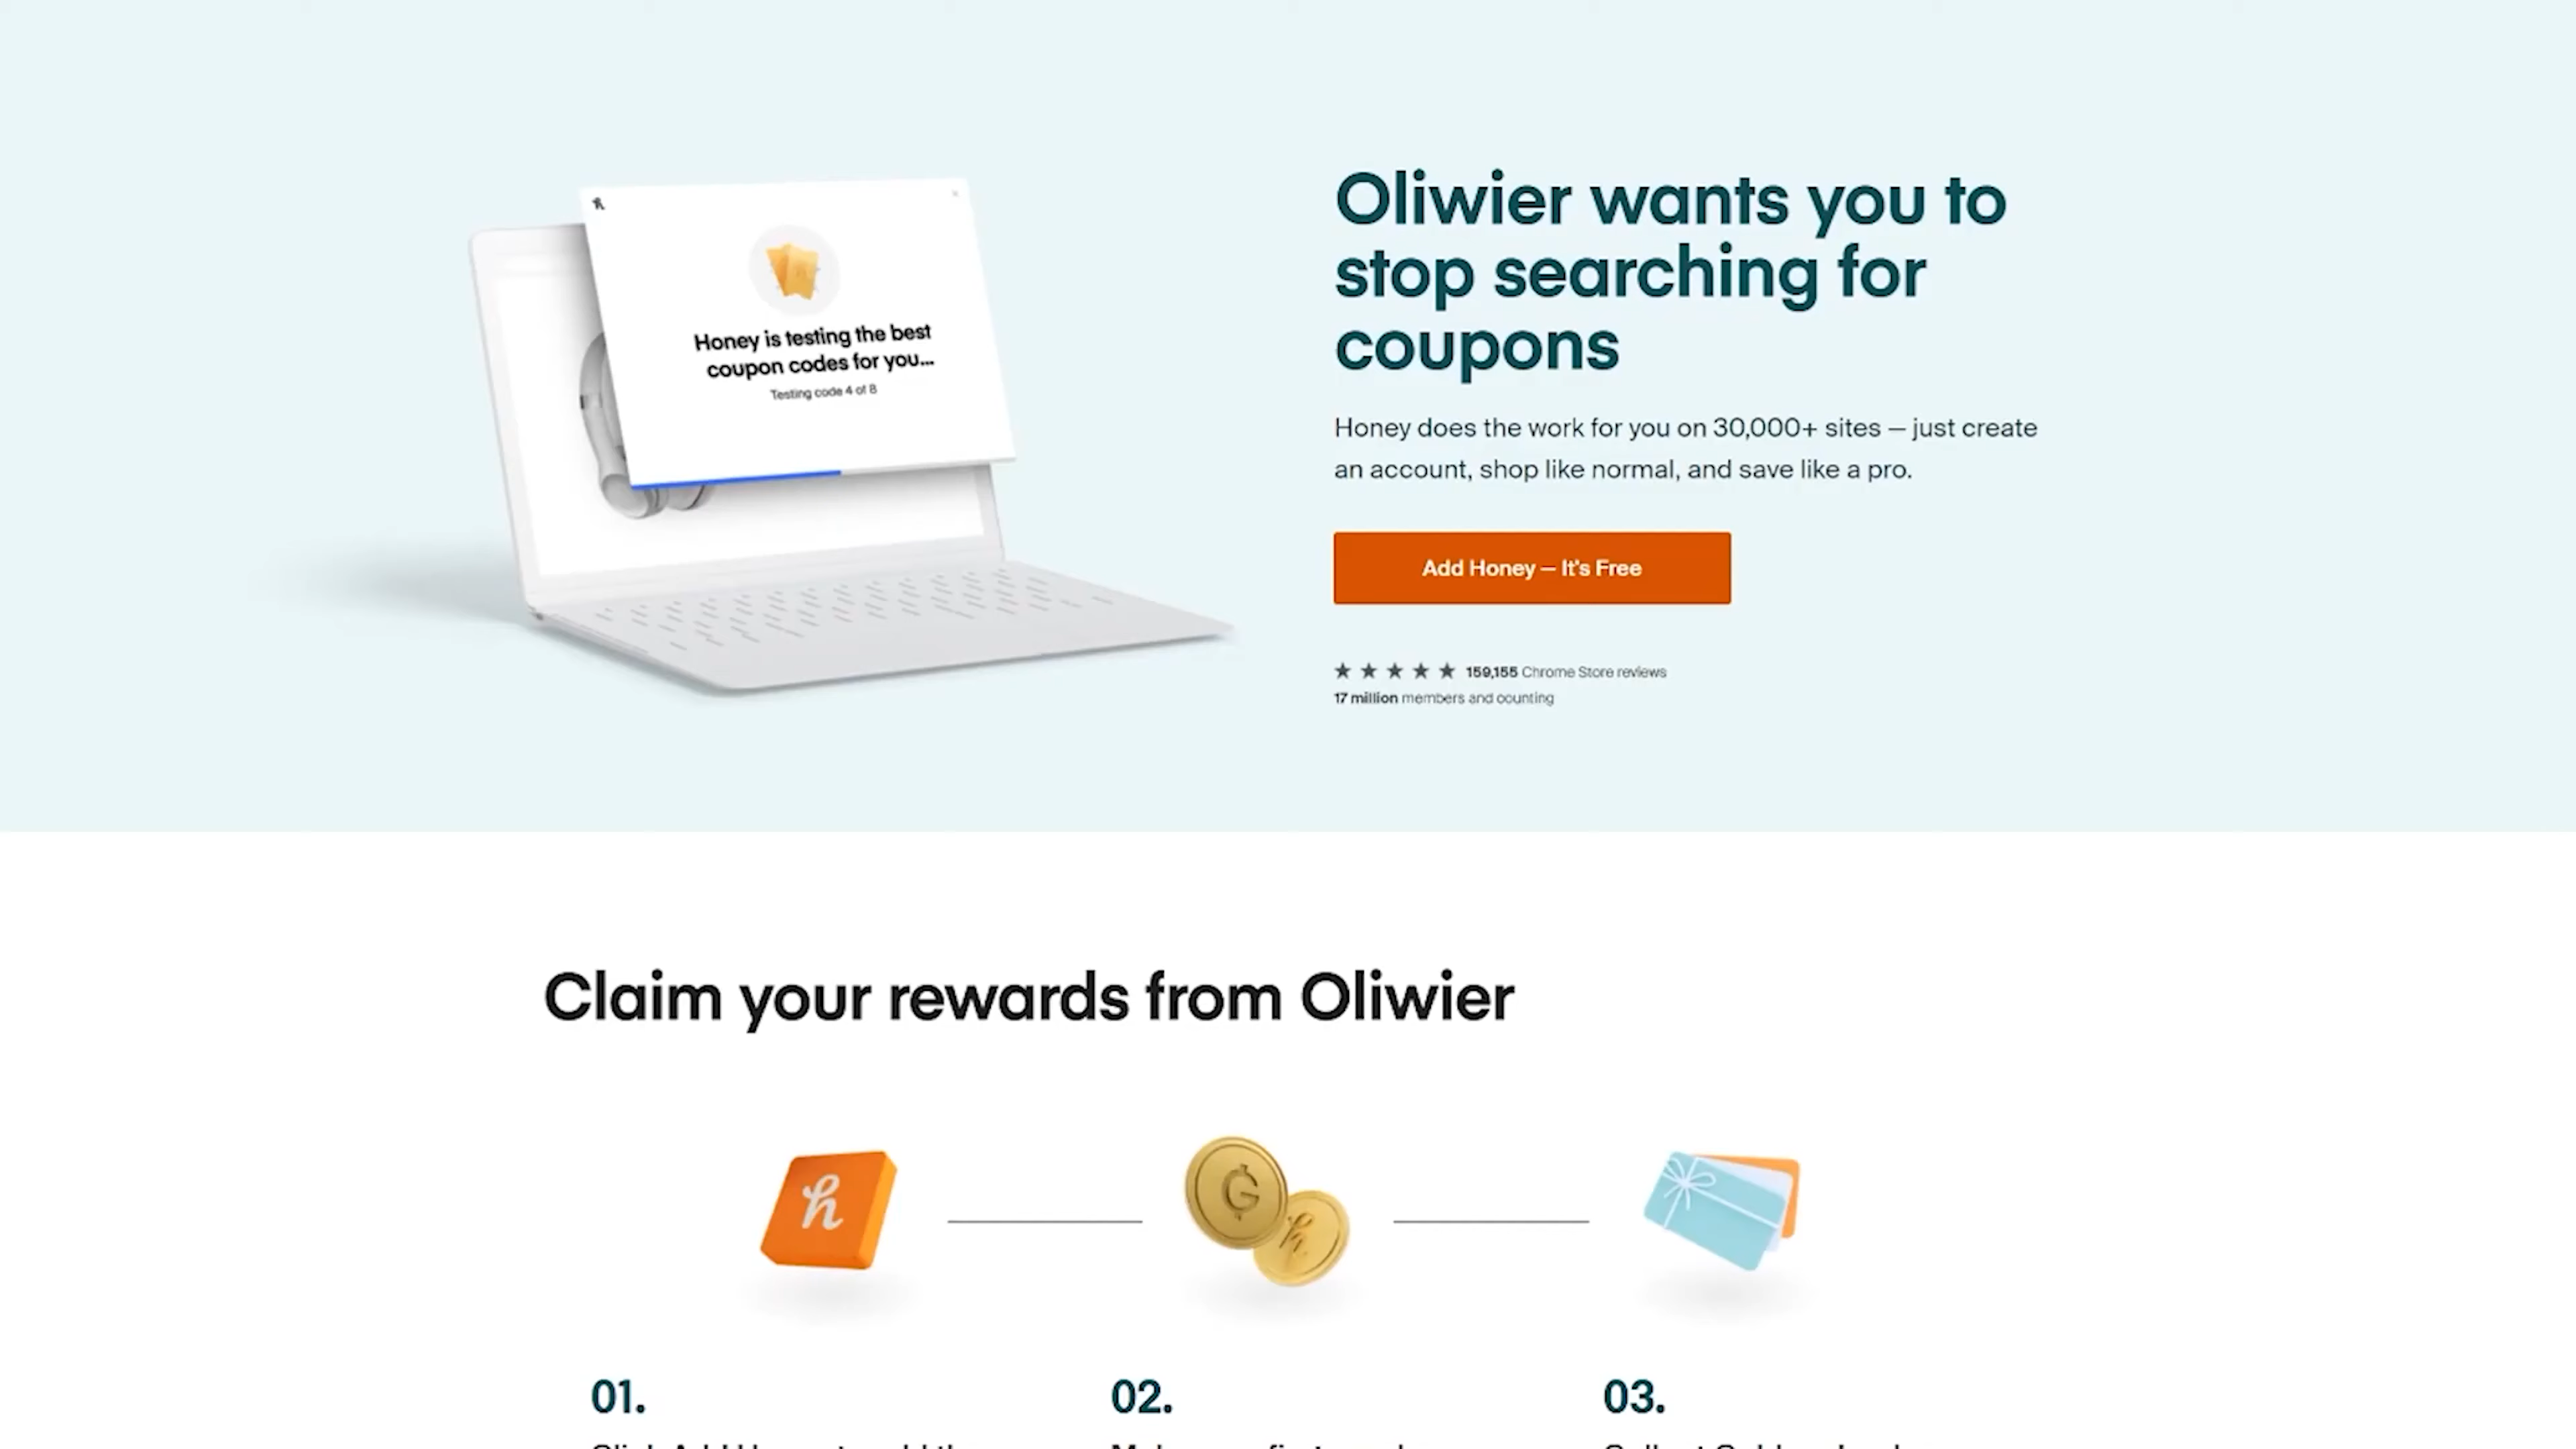 Honey is testing the best
coupon codes for you...
Testing code 4 of 8
Oliwier wants you to
stop searching for
coupons
Honey does the work for you on 30,000+ sites — just create
an account, shop like normal, and save like a pro.
Add Honey — It's Free
★ ★ ★ ★ ★ 159,155 Chrome Store reviews
17 million members and counting
Claim your rewards from Oliwier
h
G
h
01.
02.
03.